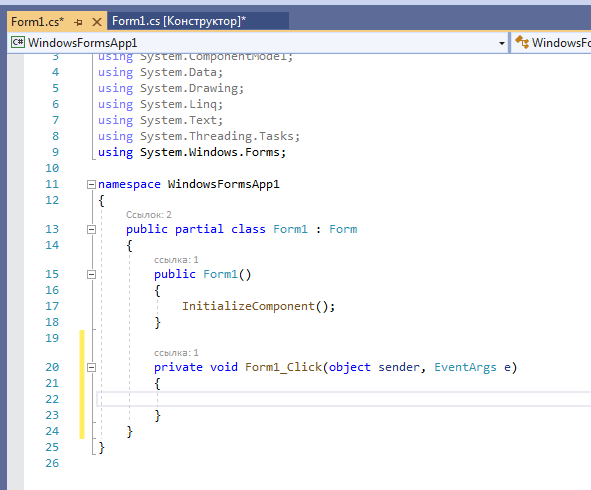 Form1.cs*
Form1.cs [Конструктор]*
C# WindowsFormsApp1
WindowsFo
3 using System.ComponentModel;
4 using System.Data;
5 using System.Drawing;
6 using System.Linq;
7 using System.Text;
8 using System.Threading.Tasks;
9 using System.Windows.Forms;
10
11 namespace WindowsFormsApp1
12 {
Ссылок: 2
13 public partial class Form1 : Form
14 {
ссылка: 1
15 public Form1()
16 {
17 InitializeComponent();
18 }
19
ссылка: 1
20 private void Form1_Click(object sender, EventArgs e)
21 {
22
23 }
24 }
25 }
26